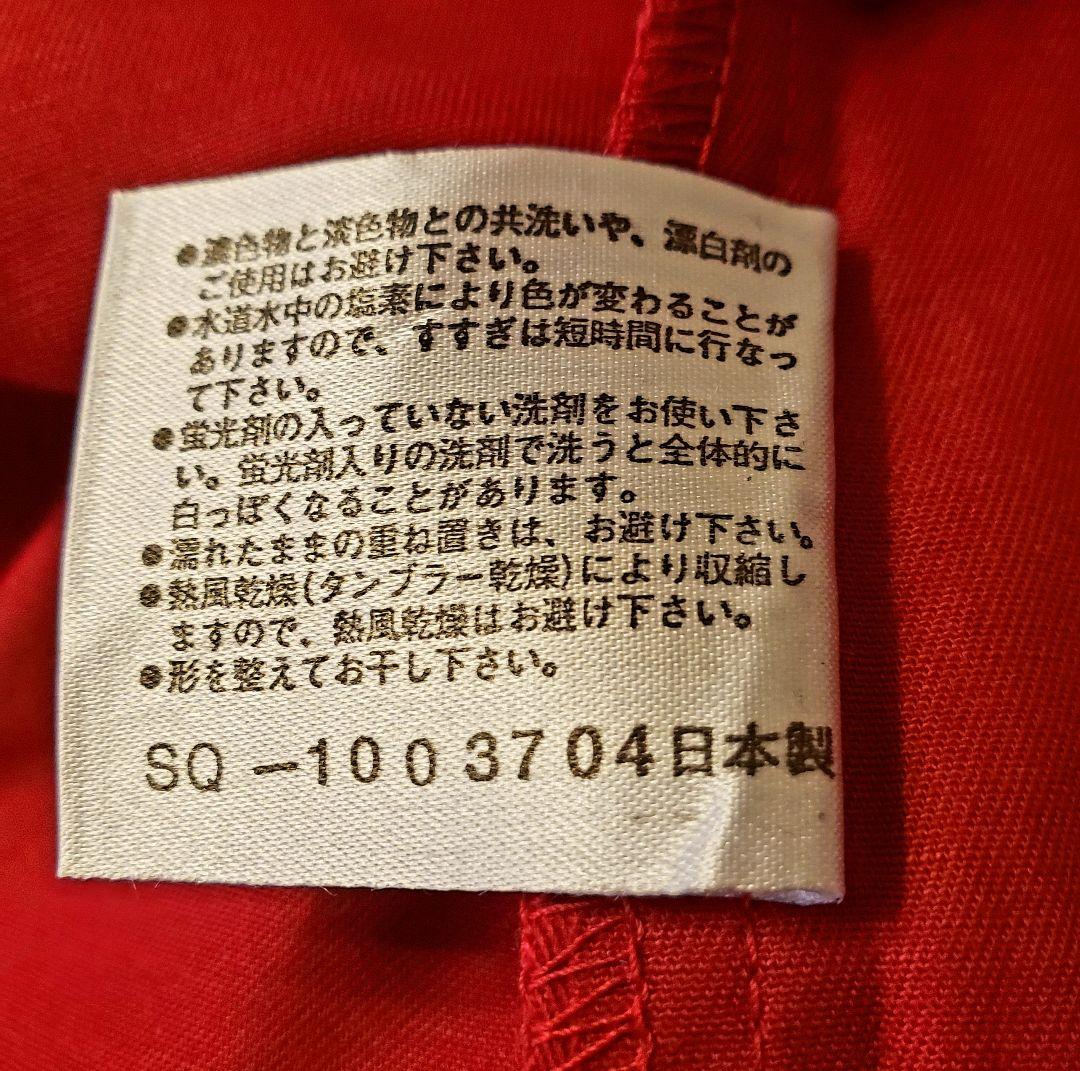 ●濃色物と淡色物との共洗いや、漂白剤の
ご使用はお避け下さい。
●水道水中の塩素により色が変わることが
ありますので、すすぎは短時間に行なっ
て下さい。
●蛍光剤の入っていない洗剤をお使い下さ
い。蛍光剤入りの洗剤で洗うと全体的に
白っぽくなることがあります。
●濡れたままの重ね置きは、お避け下さい。
●熱風乾燥(タンブラー乾燥)により収縮し
ますので、熱風乾燥はお避け下さい。
●形を整えてお干し下さい。
SQ-1003704日本製